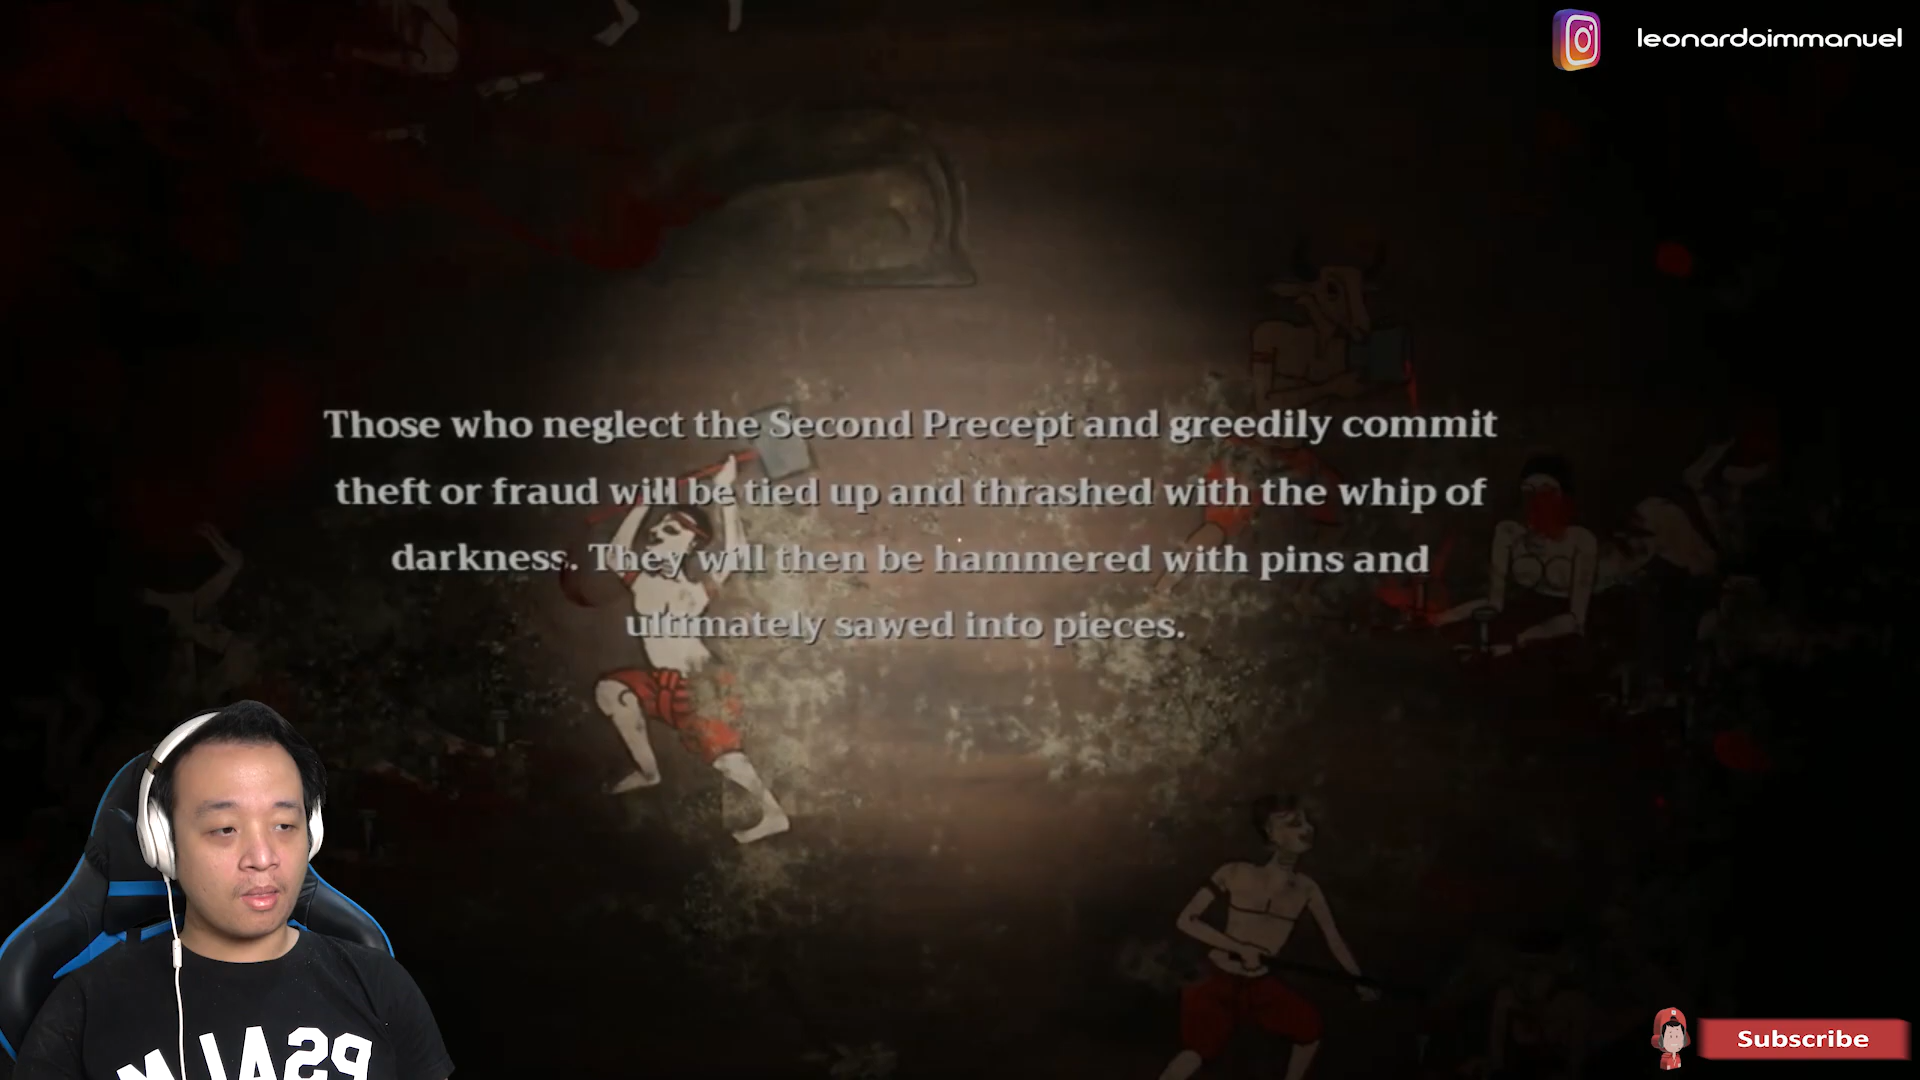 leonardoimmanuel
Those who neglect the Second Precept and greedily commit
theft or fraud will be tied up and thrashed with the whip of
darkness. They will then be hammered with pins and
ultimately sawed into pieces.
Subscribe